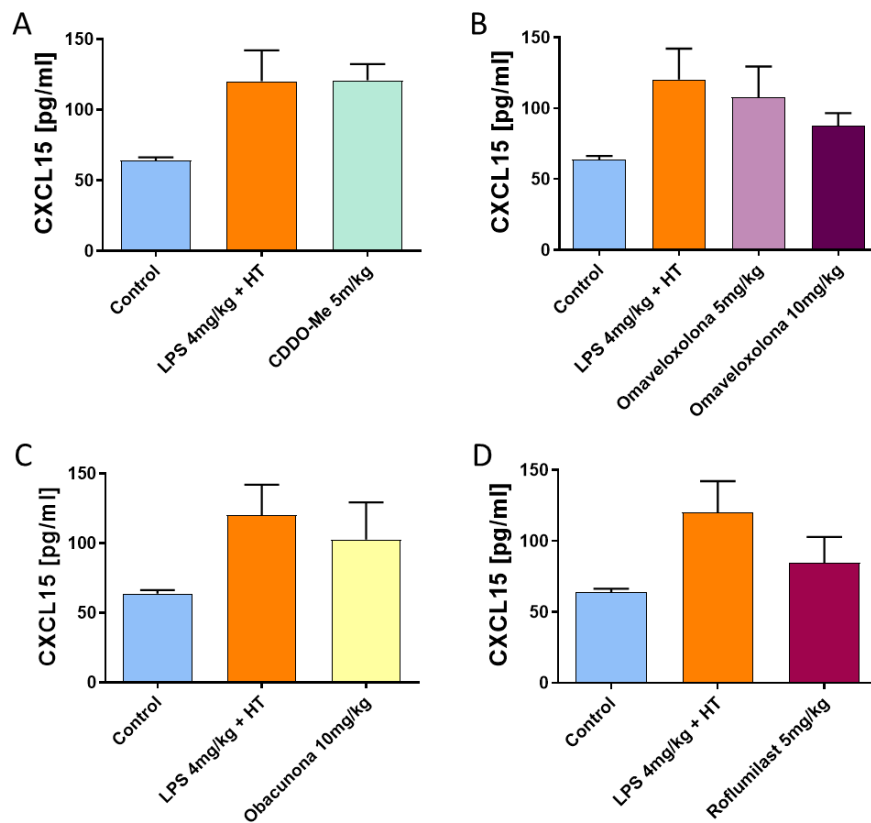 A
CXCL15 [pg/ml]
150
100
50
0
Control
LPS 4mg/kg + HT
CDDO-Me 5m/kg
B
CXCL15 [pg/ml]
150
100
50
0
Control
LPS 4mg/kg + HT
Omaveloxolona 5mg/kg
Omaveloxolona 10mg/kg
C
CXCL15 [pg/ml]
150
100
50
0
Control
LPS 4mg/kg + HT
Obacunona 10mg/kg
D
CXCL15 [pg/ml]
150
100
50
0
Control
LPS 4mg/kg + HT
Roflumilast 5mg/kg